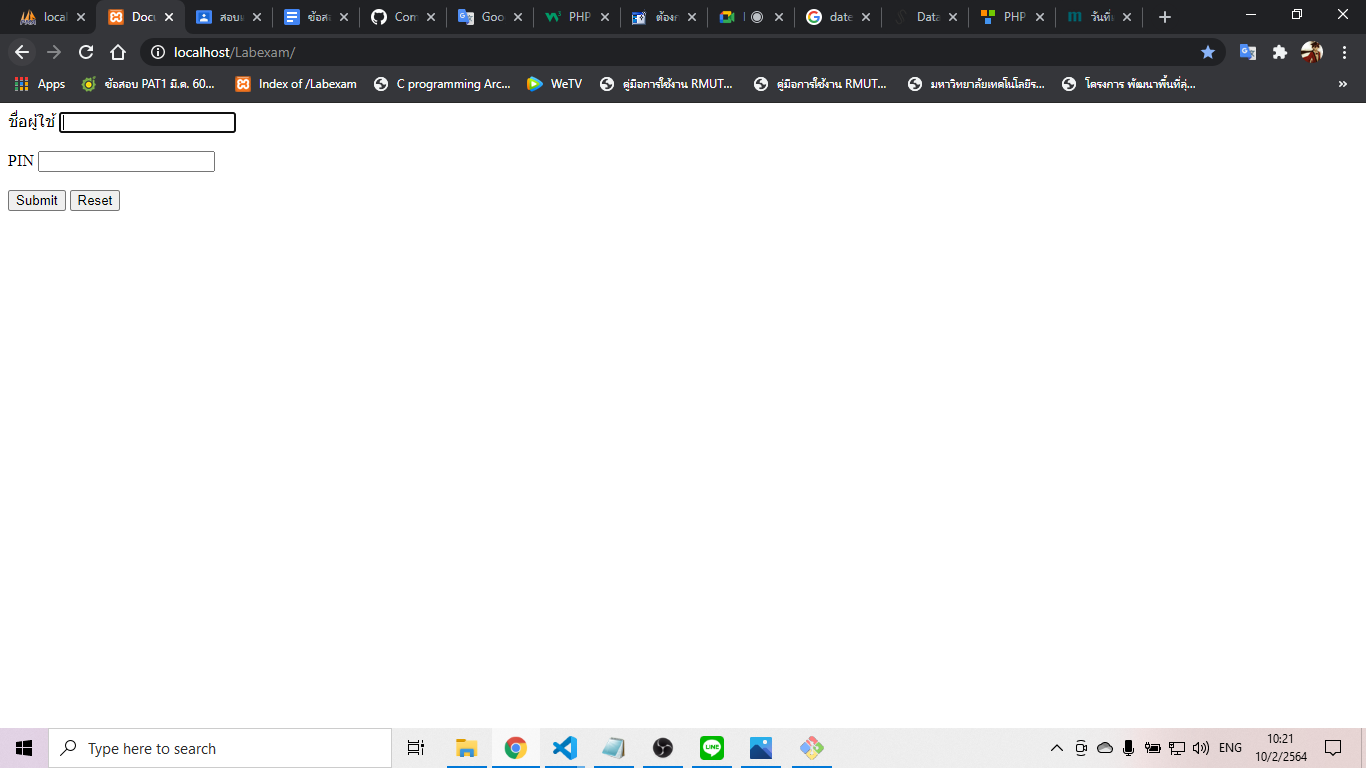 local
Docu
สอบเ
ข้อส
Com
Goo
PHP
ต้องก
date
Data
PHP
วันที่
localhost/Labexam/
Apps
ข้อสอบ PAT1 มี.ค. 60...
Index of /Labexam
C programming Arc...
WeTV
คู่มือการใช้งาน RMUT...
คู่มือการใช้งาน RMUT...
มหาวิทยาลัยเทคโนโลยีร...
โครงการ พัฒนาพื้นที่สุ่...
»
ชื่อผู้ใช้
PIN
Submit Reset
Type here to search
ENG
10:21
10/2/2564